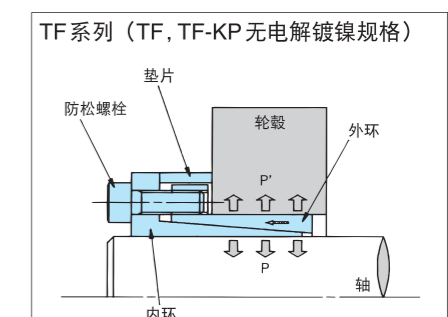 TF系列（TF, TF-KP无电解镀镍规格）
垫片
防松螺栓
轮毂
外环
P'
P
轴
内环